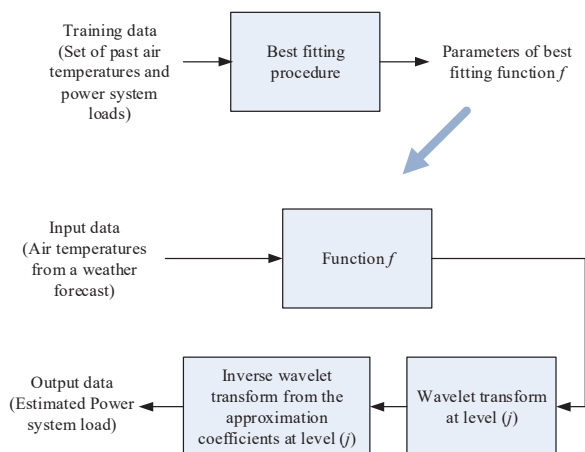 Training data
(Set of past air
temperatures and
power system
loads)
Best fitting
procedure
Parameters of best
fitting function f
Input data
(Air temperatures
from a weather
forecast)
Function f
Output data
(Estimated Power
system load)
Inverse wavelet
transform from the
approximation
coefficients at level (j)
Wavelet transform
at level (j)